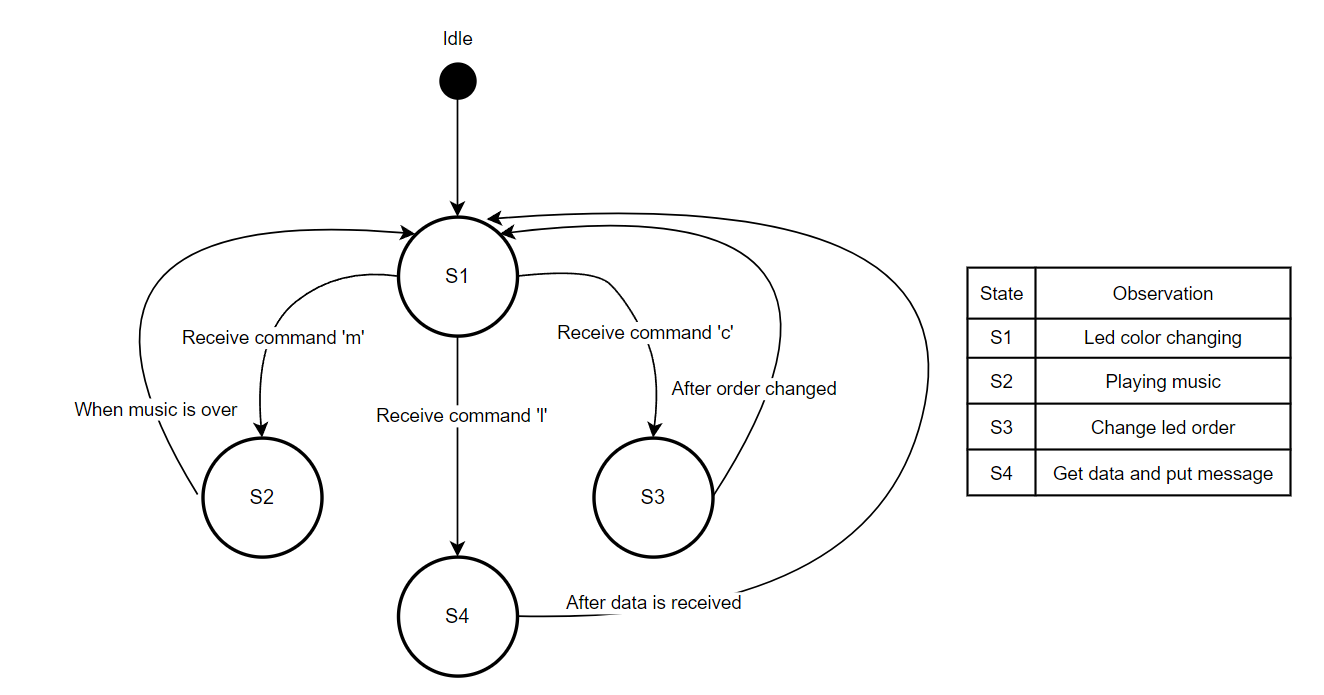 Idle
S1
Receive command 'm'
Receive command 'c'
After order changed
When music is over
Receive command 'l'
S2
S3
S4
After data is received
State Observation
S1 Led color changing
S2 Playing music
S3 Change led order
S4 Get data and put message